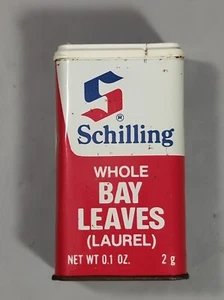 S
®
Schilling
WHOLE
BAY
LEAVES
(LAUREL)
NET WT 0.1 OZ. 2 g